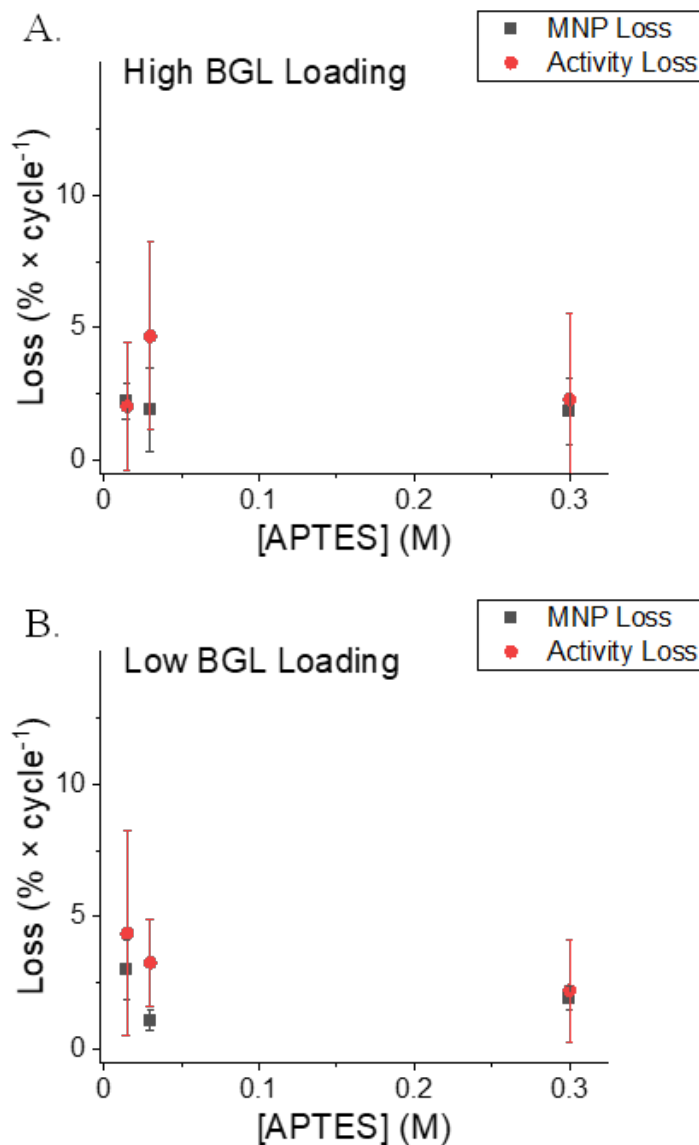 A.
MNP Loss
Activity Loss
High BGL Loading
Loss (% × cycle⁻¹)
10
5
0
0 0.1 0.2 0.3
[APTES] (M)
B.
MNP Loss
Activity Loss
Low BGL Loading
Loss (% × cycle⁻¹)
10
5
0
0 0.1 0.2 0.3
[APTES] (M)